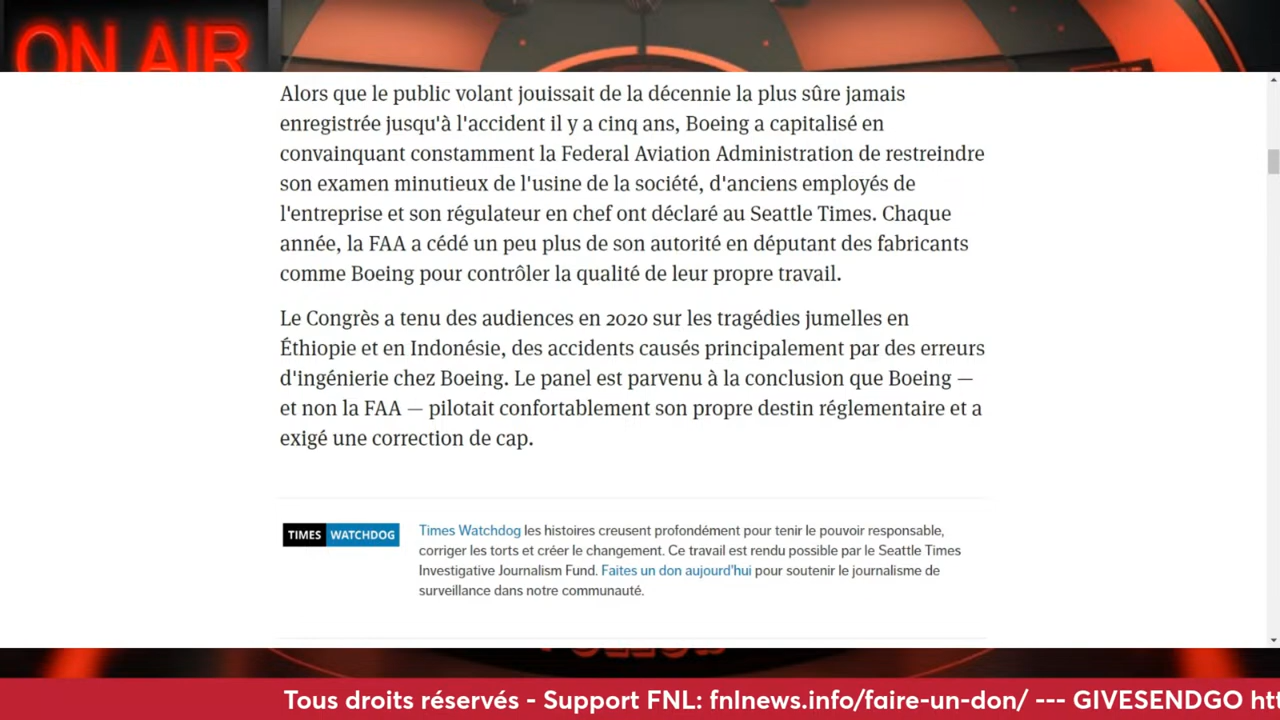 ON AIR
Alors que le public volant jouissait de la décennie la plus sûre jamais
enregistrée jusqu'à l'accident il y a cinq ans, Boeing a capitalisé en
convainquant constamment la Federal Aviation Administration de restreindre
son examen minutieux de l'usine de la société, d'anciens employés de
l'entreprise et son régulateur en chef ont déclaré au Seattle Times. Chaque
année, la FAA a cédé un peu plus de son autorité en députant des fabricants
comme Boeing pour contrôler la qualité de leur propre travail.
Le Congrès a tenu des audiences en 2020 sur les tragédies jumelles en
Éthiopie et en Indonésie, des accidents causés principalement par des erreurs
d'ingénierie chez Boeing. Le panel est parvenu à la conclusion que Boeing —
et non la FAA — pilotait confortablement son propre destin réglementaire et a
exigé une correction de cap.
TIMES WATCHDOG
Times Watchdog les histoires creusent profondément pour tenir le pouvoir responsable,
corriger les torts et créer le changement. Ce travail est rendu possible par le Seattle Times
Investigative Journalism Fund. Faites un don aujourd'hui pour soutenir le journalisme de
surveillance dans notre communauté.
Tous droits réservés - Support FNL: fnlnews.info/faire-un-don/ --- GIVESENDGO